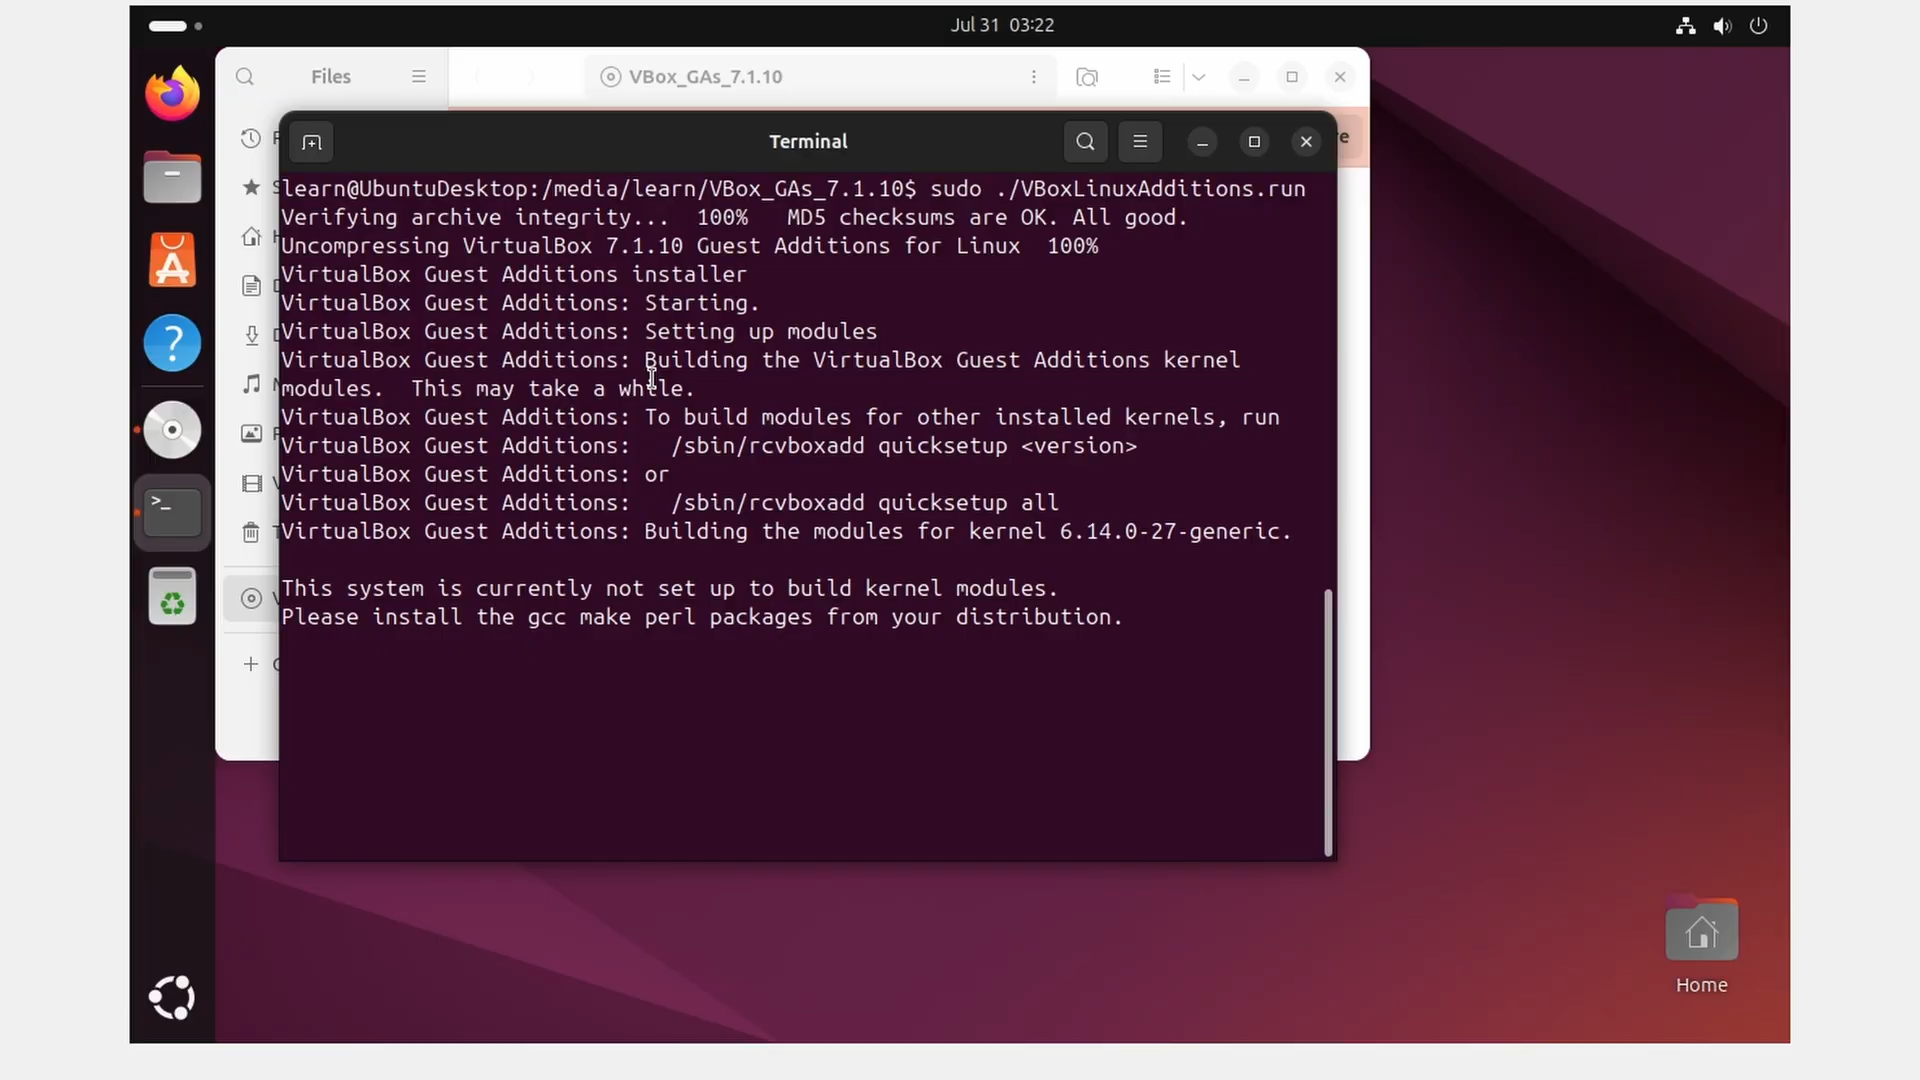 Jul 31 03:22
Files
VBox_GAs_7.1.10
Terminal
learn@UbuntuDesktop:/media/learn/VBox_GAs_7.1.10$ sudo ./VBoxLinuxAdditions.run
Verifying archive integrity...  100%   MD5 checksums are OK. All good.
Uncompressing VirtualBox 7.1.10 Guest Additions for Linux  100%
VirtualBox Guest Additions installer
VirtualBox Guest Additions: Starting.
VirtualBox Guest Additions: Setting up modules
VirtualBox Guest Additions: Building the VirtualBox Guest Additions kernel
modules.  This may take a while.
VirtualBox Guest Additions: To build modules for other installed kernels, run
VirtualBox Guest Additions:   /sbin/rcvboxadd quicksetup <version>
VirtualBox Guest Additions: or
VirtualBox Guest Additions:   /sbin/rcvboxadd quicksetup all
VirtualBox Guest Additions: Building the modules for kernel 6.14.0-27-generic.
This system is currently not set up to build kernel modules.
Please install the gcc make perl packages from your distribution.
Home